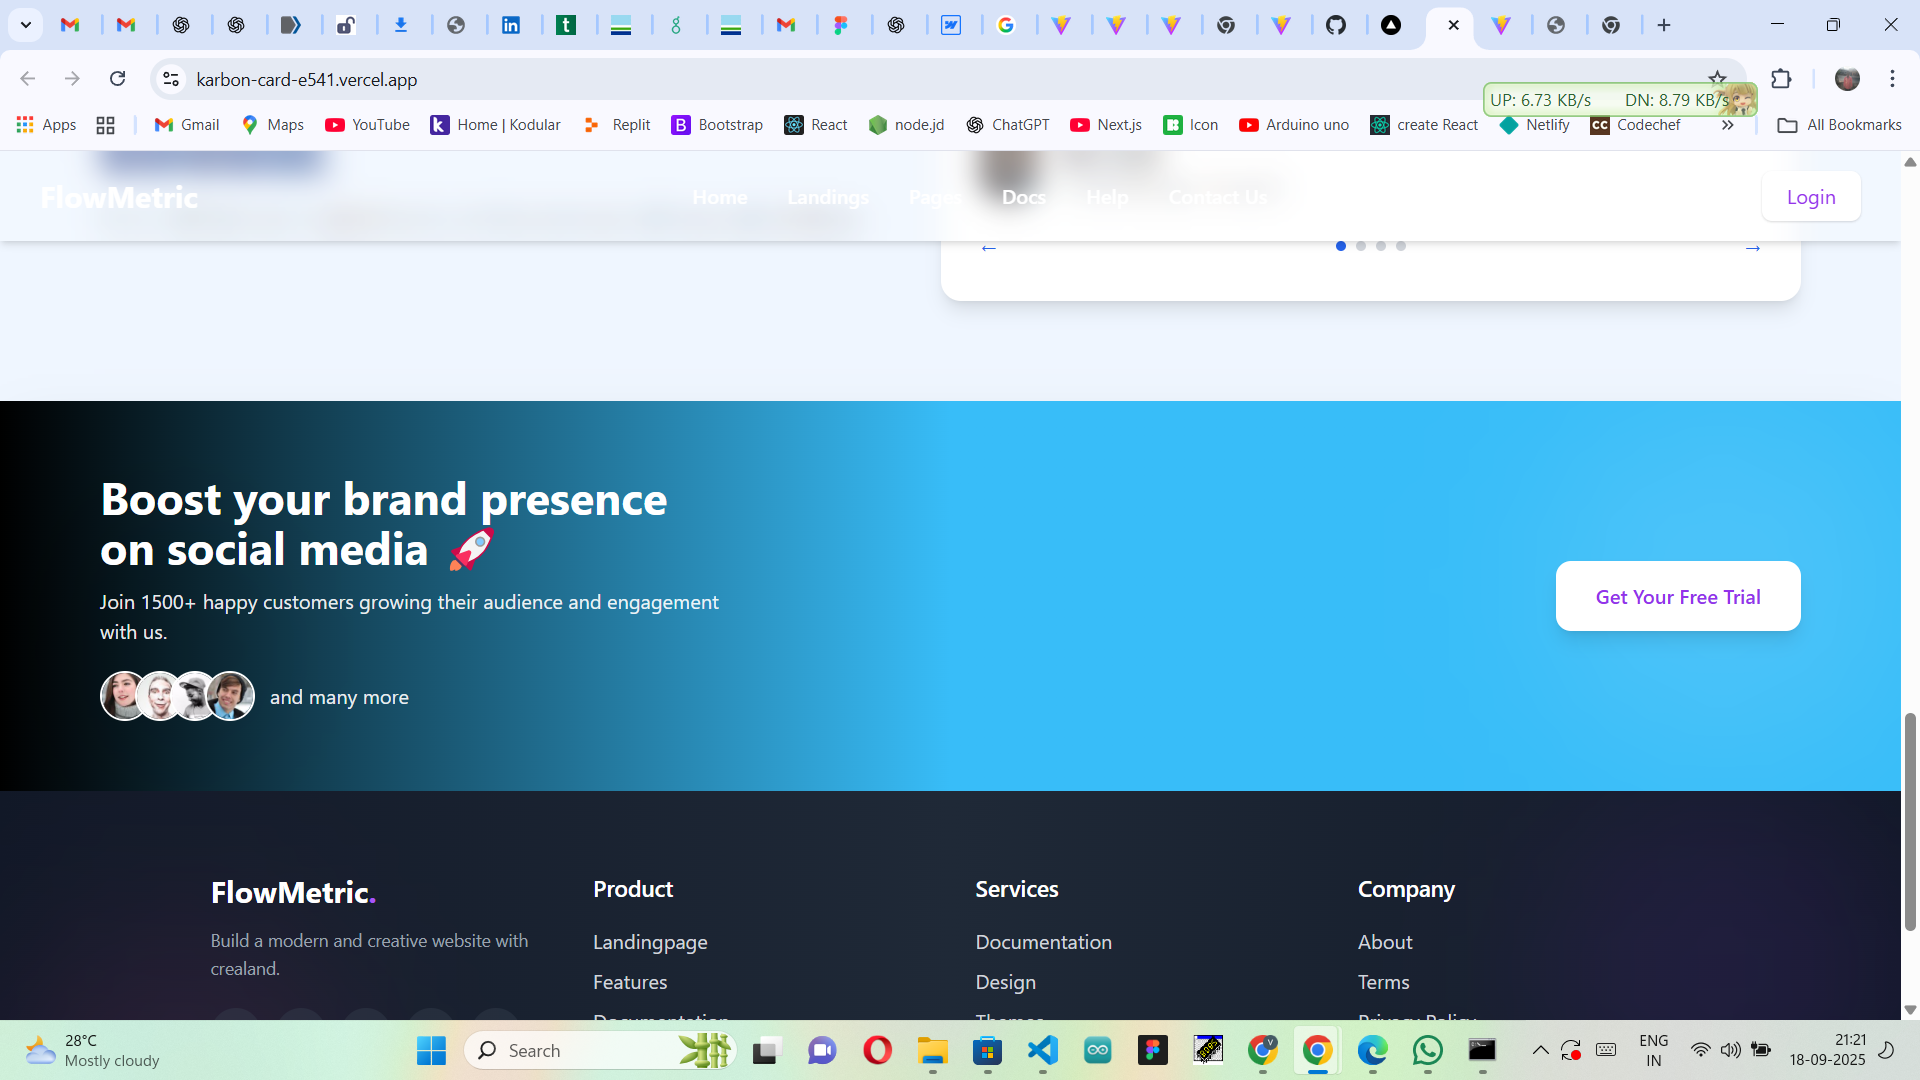 karbon-card-e541.vercel.app
UP: 6.73 KB/s DN: 8.79 KB/s
Apps Gmail Maps YouTube Home | Kodular Replit Bootstrap React node.jd ChatGPT Next.js Icon Arduino uno create React Netlify Codechef » All Bookmarks
FlowMetric Home Landings Pages Docs Help Contact Us Login
← →
Boost your brand presence
on social media 🚀
Join 1500+ happy customers growing their audience and engagement
with us.
and many more
Get Your Free Trial
FlowMetric. Product Services Company
Build a modern and creative website with
crealand.
Landingpage Documentation About
Features Design Terms
Documentation Themes Privacy Policy
28°C
Mostly cloudy
Search
ENG
IN
21:21
18-09-2025